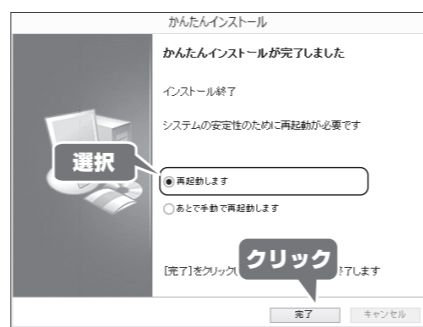 かんたんインストール
かんたんインストールが完了しました
インストール終了
システムの安定性のために再起動が必要です
選択
再起動します
あとで手動で再起動します
クリック
[完了]をクリックし 了します
完了 キャンセル